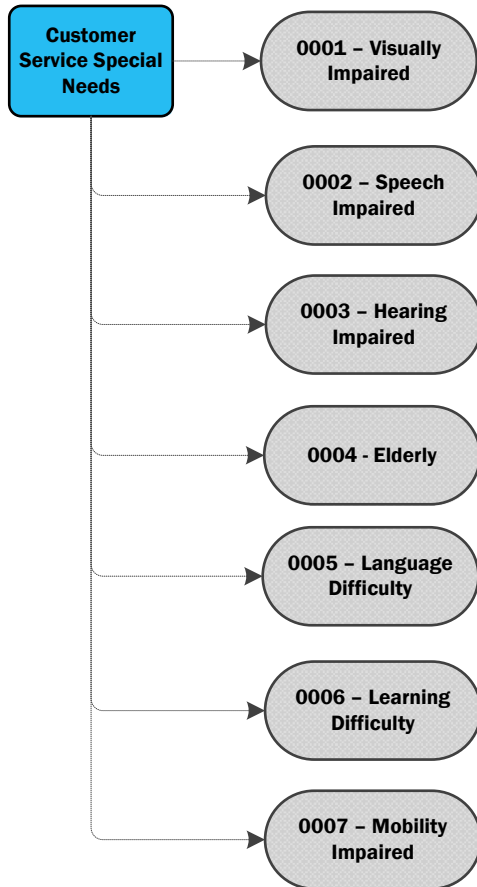 Customer
Service Special
Needs
0001 – Visually
Impaired
0002 – Speech
Impaired
0003 – Hearing
Impaired
0004 - Elderly
0005 – Language
Difficulty
0006 – Learning
Difficulty
0007 – Mobility
Impaired